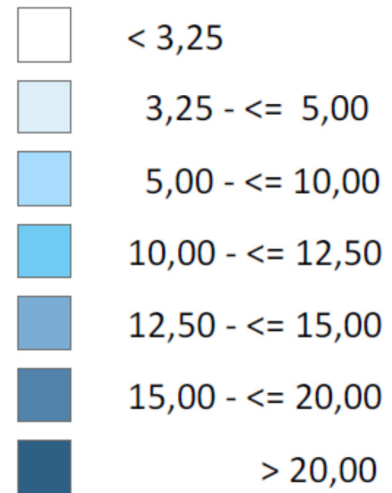 < 3,25
3,25 - <= 5,00
5,00 - <= 10,00
10,00 - <= 12,50
12,50 - <= 15,00
15,00 - <= 20,00
> 20,00